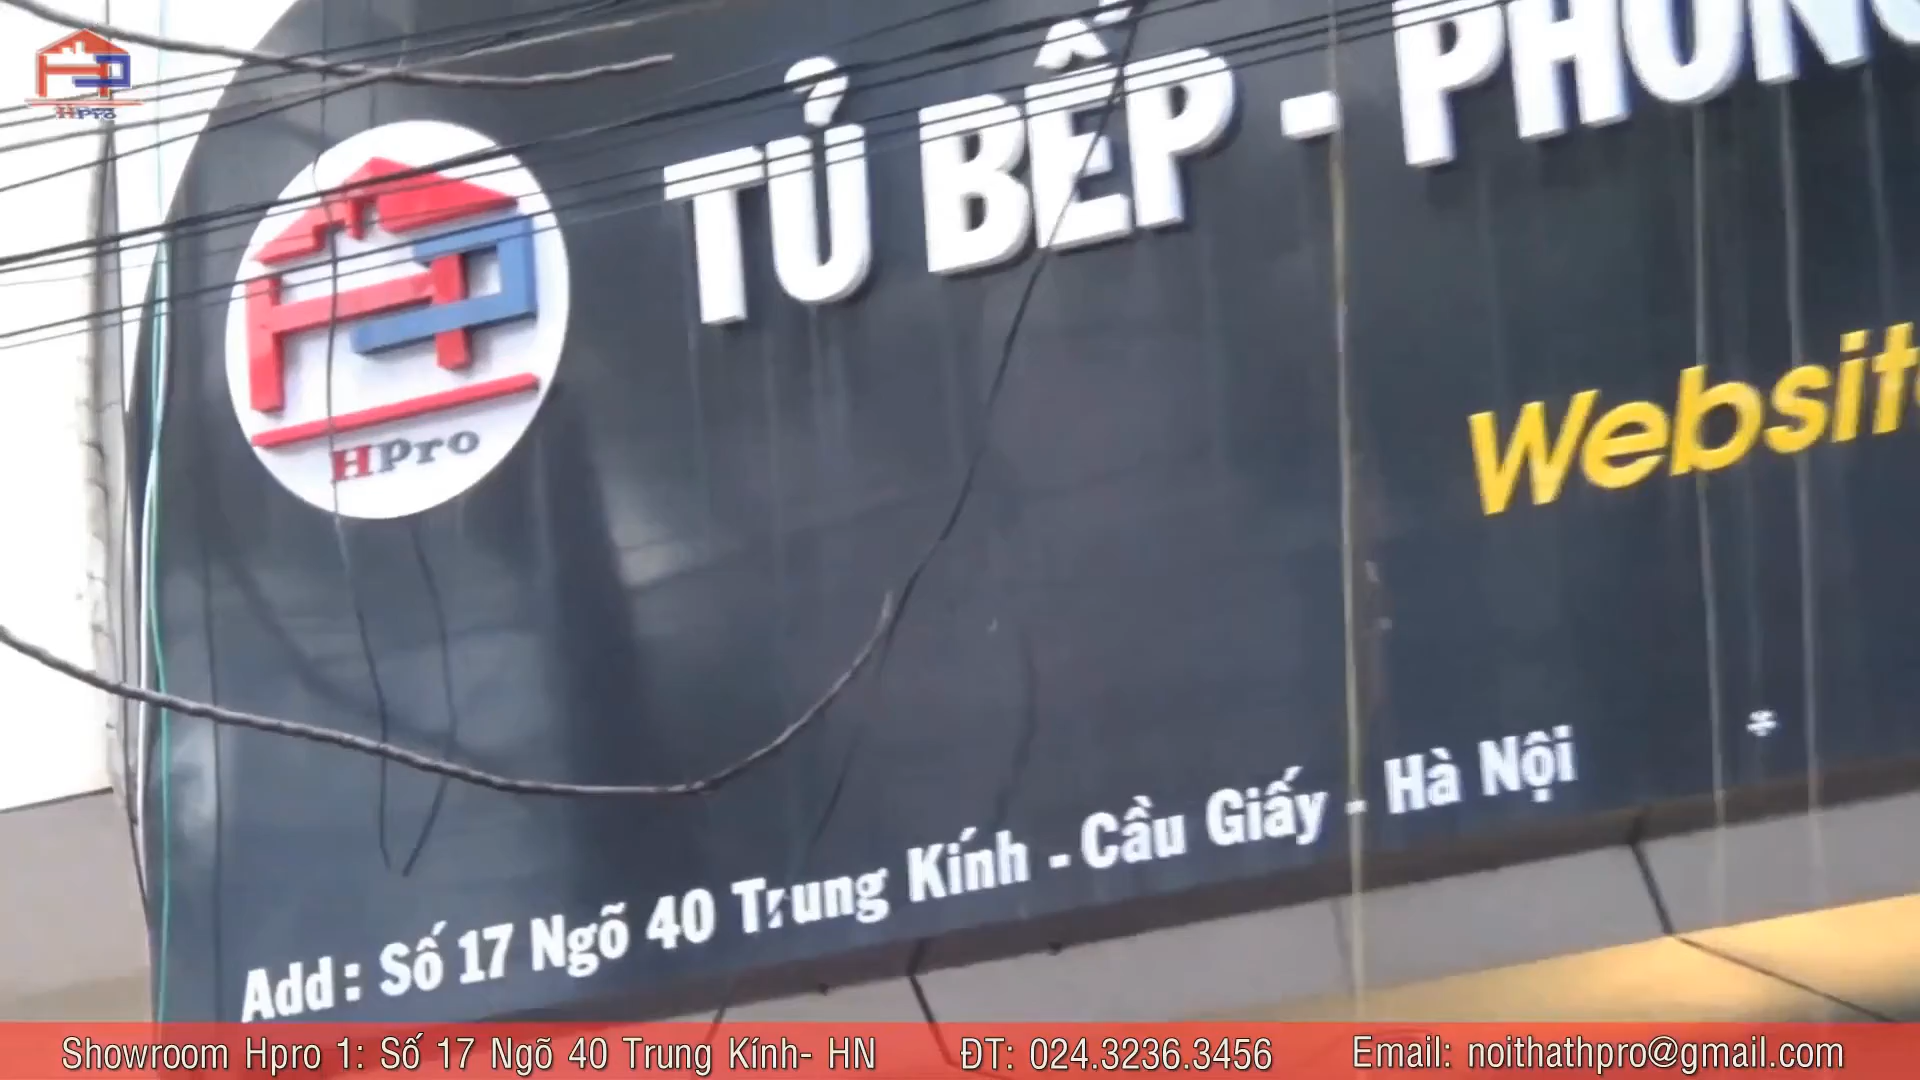 HPro
TỦ BẾP - PHÒNG
HPro
Website
Add: Số 17 Ngõ 40 Trung Kính - Cầu Giấy - Hà Nội
Showroom Hpro 1: Số 17 Ngõ 40 Trung Kính- HN ĐT: 024.3236.3456 Email: noithathpro@gmail.com